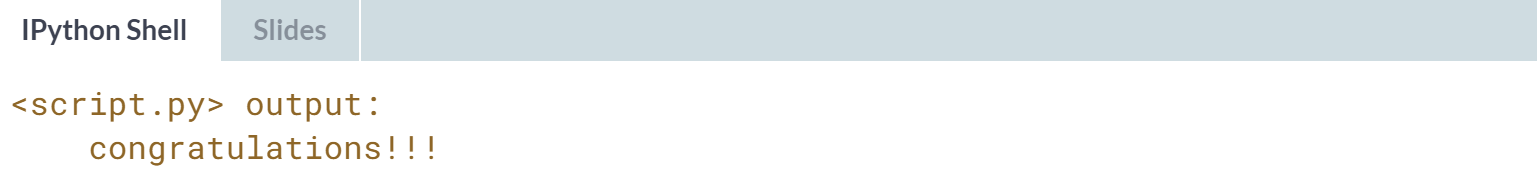 IPython Shell Slides
<script.py> output:
congratulations!!!